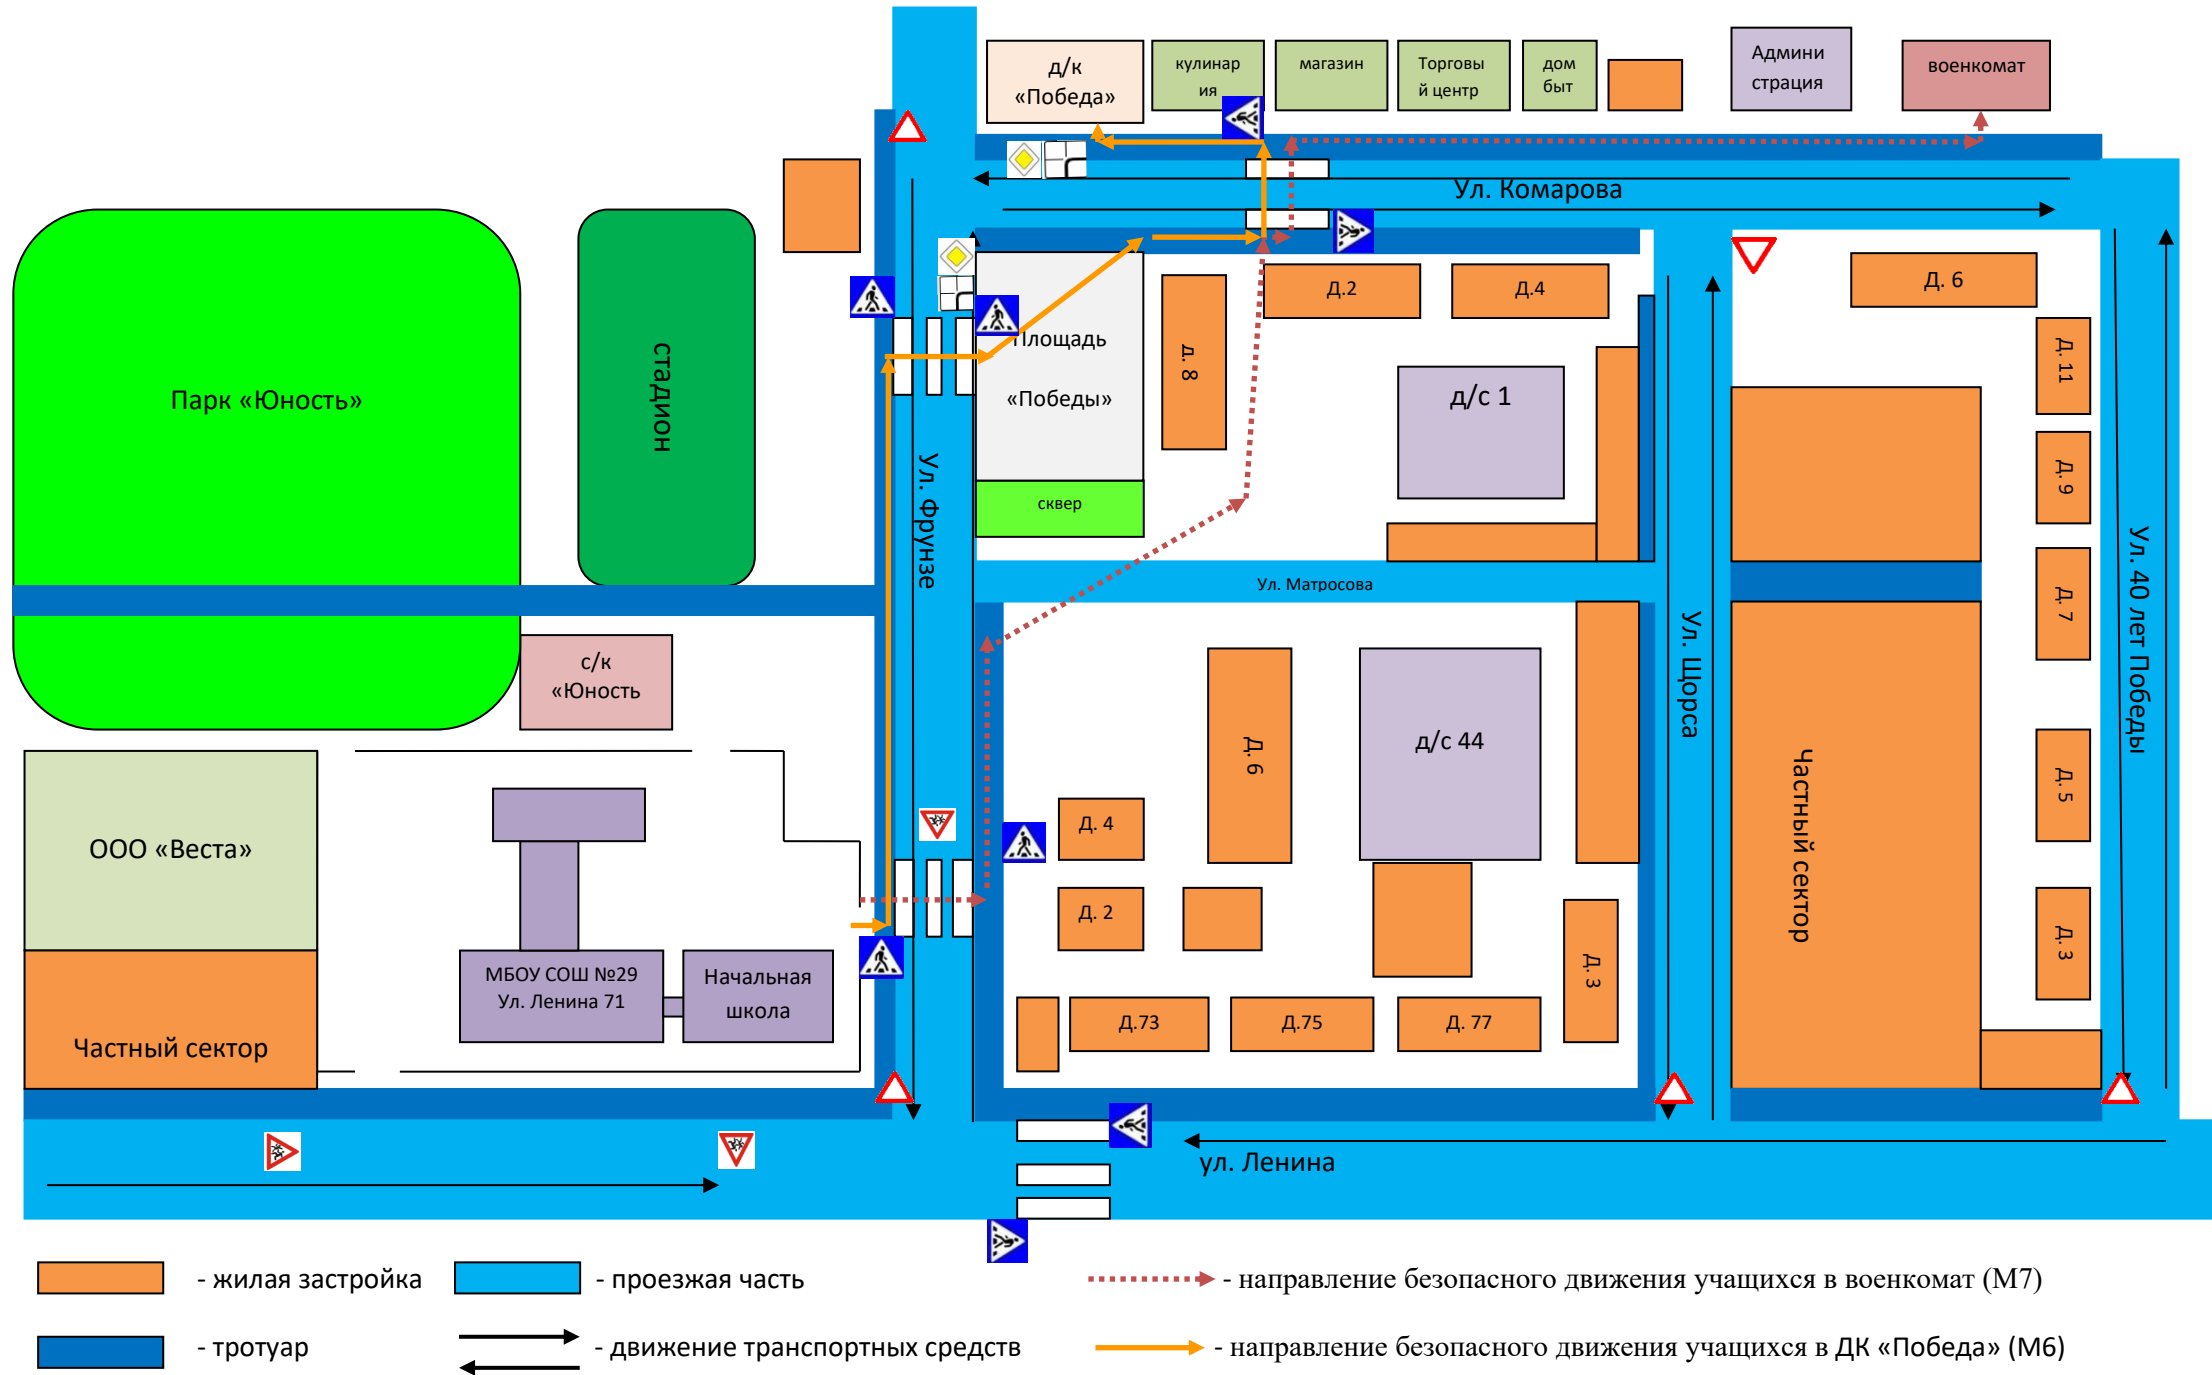 д/к
«Победа»
кулинар
ия
магазин
Торговы
й центр
дом
быт
Админи
страция
военкомат
Ул. Комарова
Д.2
Д.4
Д. 6
Парк «Юность»
стадион
Площадь
«Победы»
д. 8
д/с 1
Д. 11
Д. 9
сквер
Ул. Фрунзе
Ул. Матросова
Д. 7
Ул. 40 лет Победы
с/к
«Юность
Ул. Щорса
Д. 6
д/с 44
Частный сектор
Д. 5
ООО «Веста»
Д. 4
Д. 2
Д. 3
Д. 3
МБОУ СОШ №29
Ул. Ленина 71
Начальная
школа
Д.73
Д.75
Д. 77
Частный сектор
ул. Ленина
- жилая застройка
- проезжая часть
- направление безопасного движения учащихся в военкомат (М7)
- тротуар
- движение транспортных средств
- направление безопасного движения учащихся в ДК «Победа» (М6)